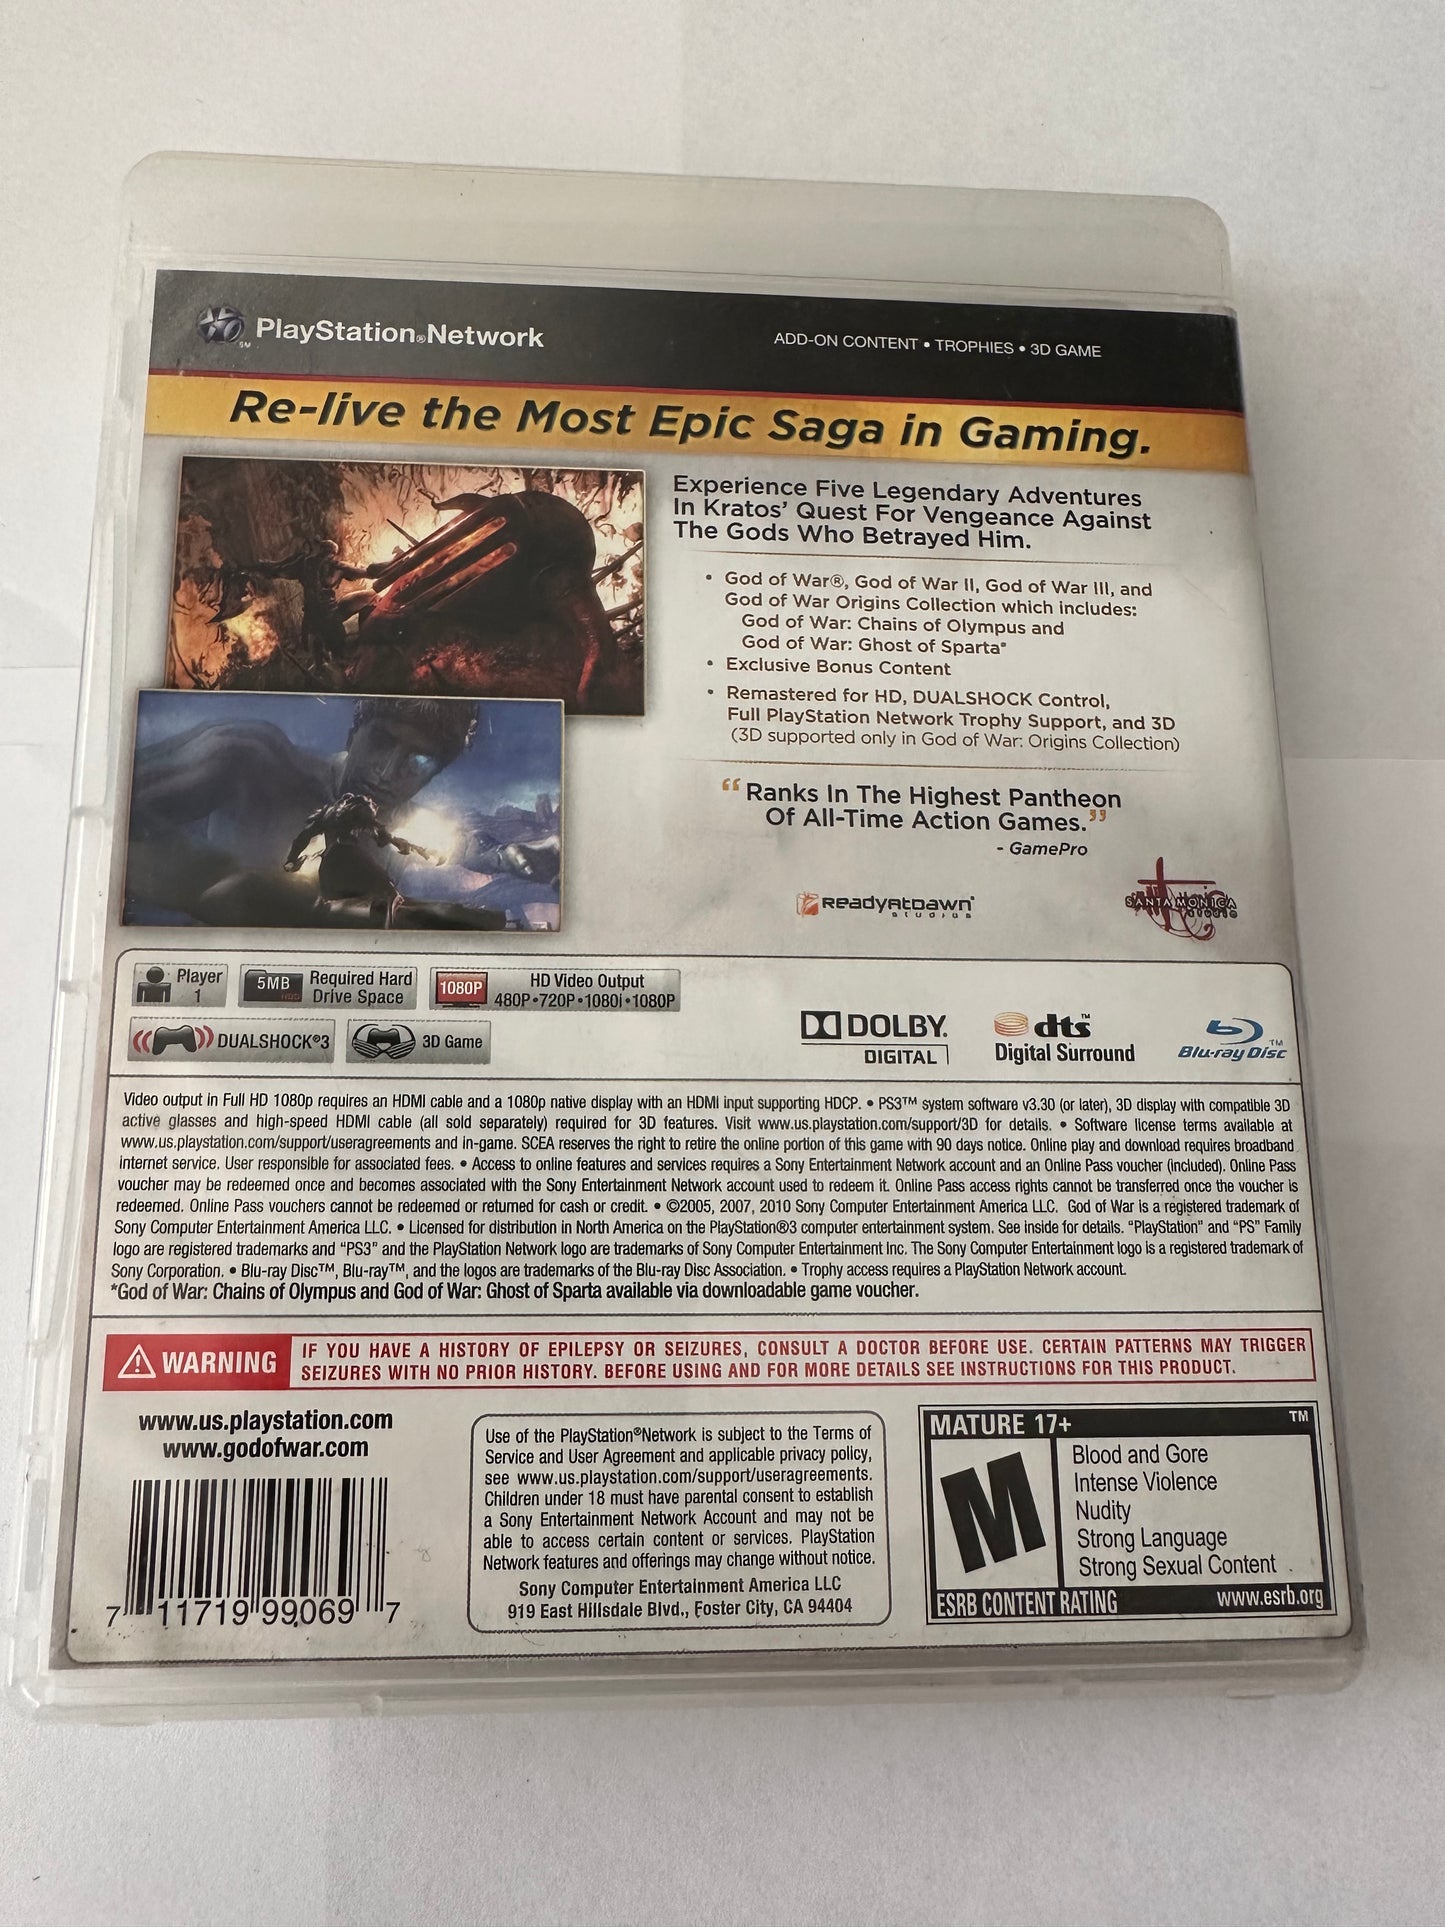 PlayStation®Network
ADD-ON CONTENT • TROPHIES • 3D GAME
Re-live the Most Epic Saga in Gaming.
Experience Five Legendary Adventures
In Kratos' Quest For Vengeance Against
The Gods Who Betrayed Him.
• God of War®, God of War II, God of War III, and
God of War Origins Collection which includes:
God of War: Chains of Olympus and
God of War: Ghost of Sparta*
• Exclusive Bonus Content
• Remastered for HD, DUALSHOCK Control,
Full PlayStation Network Trophy Support, and 3D
(3D supported only in God of War: Origins Collection)
“Ranks In The Highest Pantheon
Of All-Time Action Games.”
- GamePro
ReadyAtDawn
studios
SANTA MONICA
STUDIO
Player
1
5MB
Required Hard
Drive Space
1080P
HD Video Output
480P•720P•1080i•1080P
DUALSHOCK®3
3D Game
DOLBY.
DIGITAL
dts™
Digital Surround
Blu-ray Disc™
Video output in Full HD 1080p requires an HDMI cable and a 1080p native display with an HDMI input supporting HDCP. • PS3™ system software v3.30 (or later), 3D display with compatible 3D
active glasses and high-speed HDMI cable (all sold separately) required for 3D features. Visit www.us.playstation.com/support/3D for details. • Software license terms available at
www.us.playstation.com/support/useragreements and in-game. SCEA reserves the right to retire the online portion of this game with 90 days notice. Online play and download requires broadband
internet service. User responsible for associated fees. • Access to online features and services requires a Sony Entertainment Network account and an Online Pass voucher (included). Online Pass
voucher may be redeemed once and becomes associated with the Sony Entertainment Network account used to redeem it. Online Pass access rights cannot be transferred once the voucher is
redeemed. Online Pass vouchers cannot be redeemed or returned for cash or credit. • ©2005, 2007, 2010 Sony Computer Entertainment America LLC. God of War is a registered trademark of
Sony Computer Entertainment America LLC. • Licensed for distribution in North America on the PlayStation®3 computer entertainment system. See inside for details. “PlayStation” and “PS” Family
logo are registered trademarks and “PS3” and the PlayStation Network logo are trademarks of Sony Computer Entertainment Inc. The Sony Computer Entertainment logo is a registered trademark of
Sony Corporation. • Blu-ray Disc™, Blu-ray™, and the logos are trademarks of the Blu-ray Disc Association. • Trophy access requires a PlayStation Network account.
*God of War: Chains of Olympus and God of War: Ghost of Sparta available via downloadable game voucher.
WARNING
IF YOU HAVE A HISTORY OF EPILEPSY OR SEIZURES, CONSULT A DOCTOR BEFORE USE. CERTAIN PATTERNS MAY TRIGGER
SEIZURES WITH NO PRIOR HISTORY. BEFORE USING AND FOR MORE DETAILS SEE INSTRUCTIONS FOR THIS PRODUCT.
www.us.playstation.com
www.godofwar.com
7 11719 99069 7
Use of the PlayStation®Network is subject to the Terms of
Service and User Agreement and applicable privacy policy,
see www.us.playstation.com/support/useragreements.
Children under 18 must have parental consent to establish
a Sony Entertainment Network Account and may not be
able to access certain content or services. PlayStation
Network features and offerings may change without notice.
Sony Computer Entertainment America LLC
919 East Hillsdale Blvd., Foster City, CA 94404
MATURE 17+ ™
M
Blood and Gore
Intense Violence
Nudity
Strong Language
Strong Sexual Content
ESRB CONTENT RATING
www.esrb.org